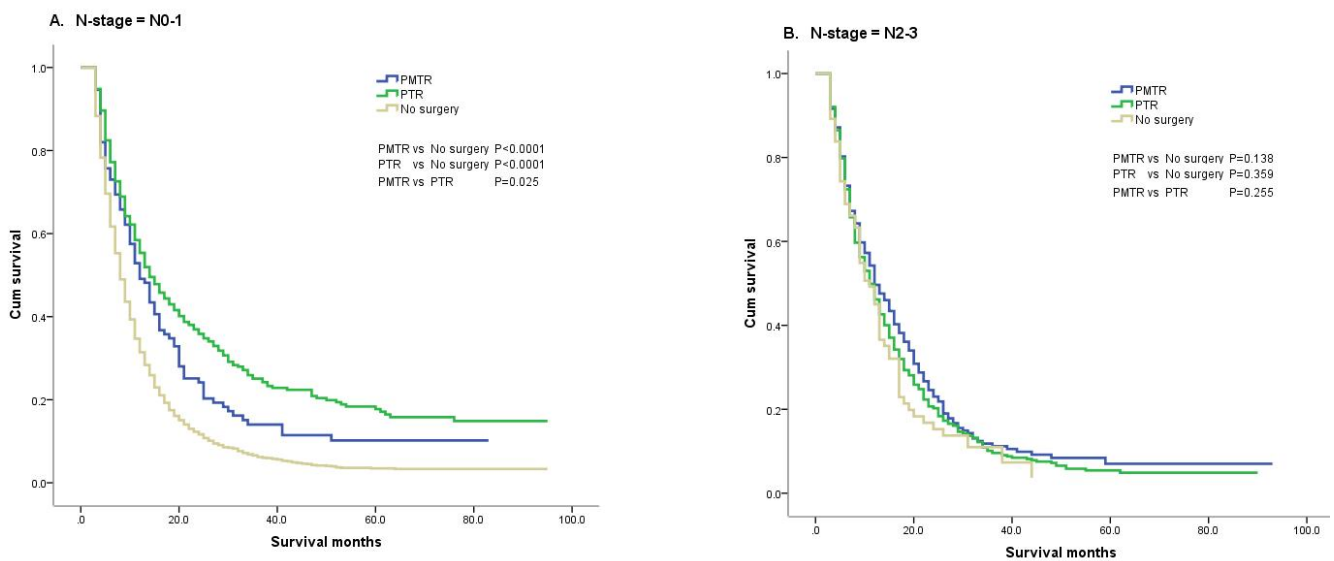 A. N-stage = N0-1
1.0
0.8
0.6
0.4
0.2
0.0
Cum survival
PMTR
PTR
No surgery
PMTR vs No surgery P<0.0001
PTR vs No surgery P<0.0001
PMTR vs PTR P=0.025
.0 20.0 40.0 60.0 80.0 100.0
Survival months
B. N-stage = N2-3
1.0
0.8
0.6
0.4
0.2
0.0
Cum survival
PMTR
PTR
No surgery
PMTR vs No surgery P=0.138
PTR vs No surgery P=0.359
PMTR vs PTR P=0.255
.0 20.0 40.0 60.0 80.0 100.0
Survival months